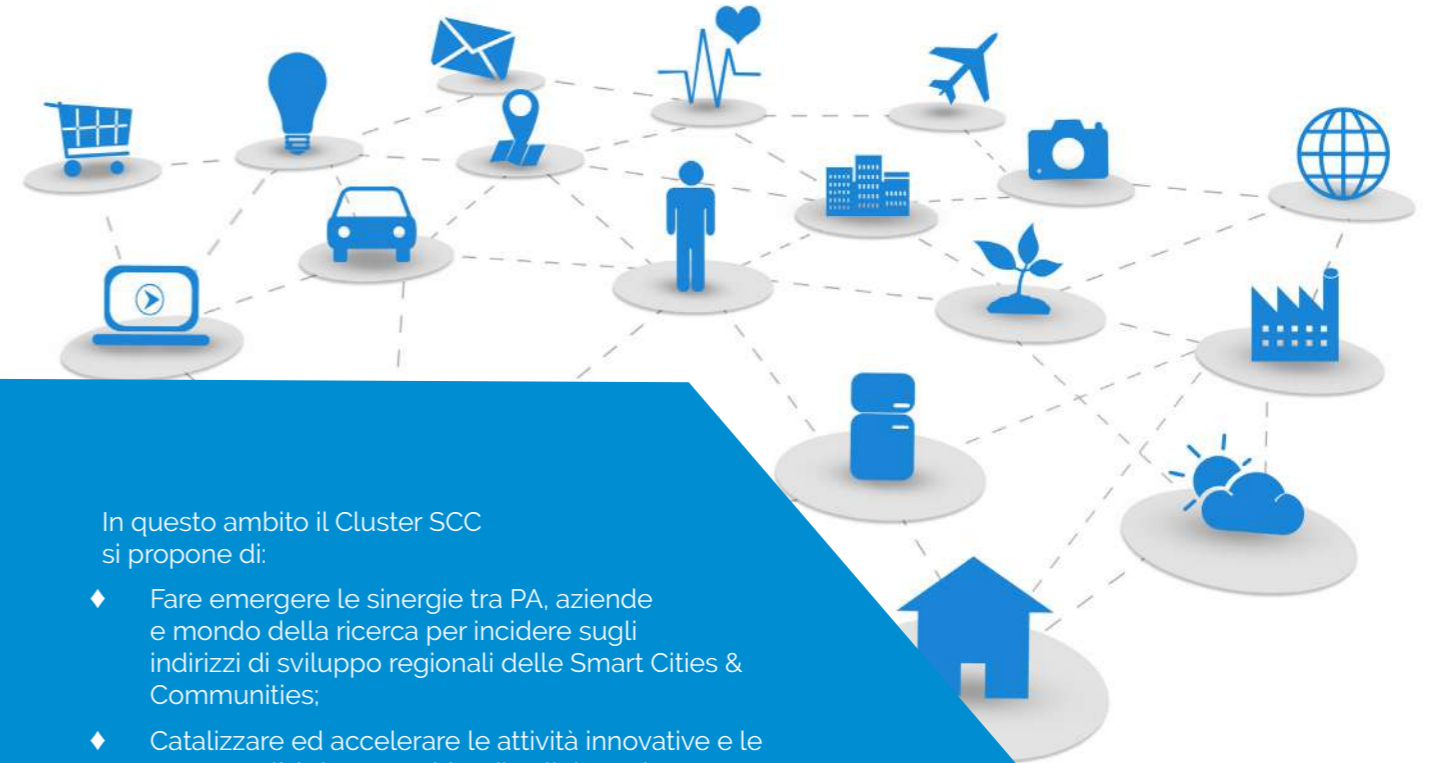 In questo ambito il Cluster SCC
si propone di:
♦ Fare emergere le sinergie tra PA, aziende
e mondo della ricerca per incidere sugli
indirizzi di sviluppo regionali delle Smart Cities &
Communities;
♦ Catalizzare ed accelerare le attività innovative e le